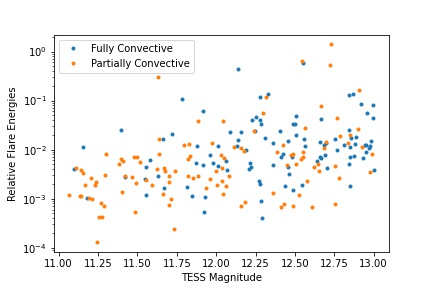 Fully Convective
Partially Convective
10⁰
10⁻¹
10⁻²
10⁻³
10⁻⁴
Relative Flare Energies
11.00 11.25 11.50 11.75 12.00 12.25 12.50 12.75 13.00
TESS Magnitude